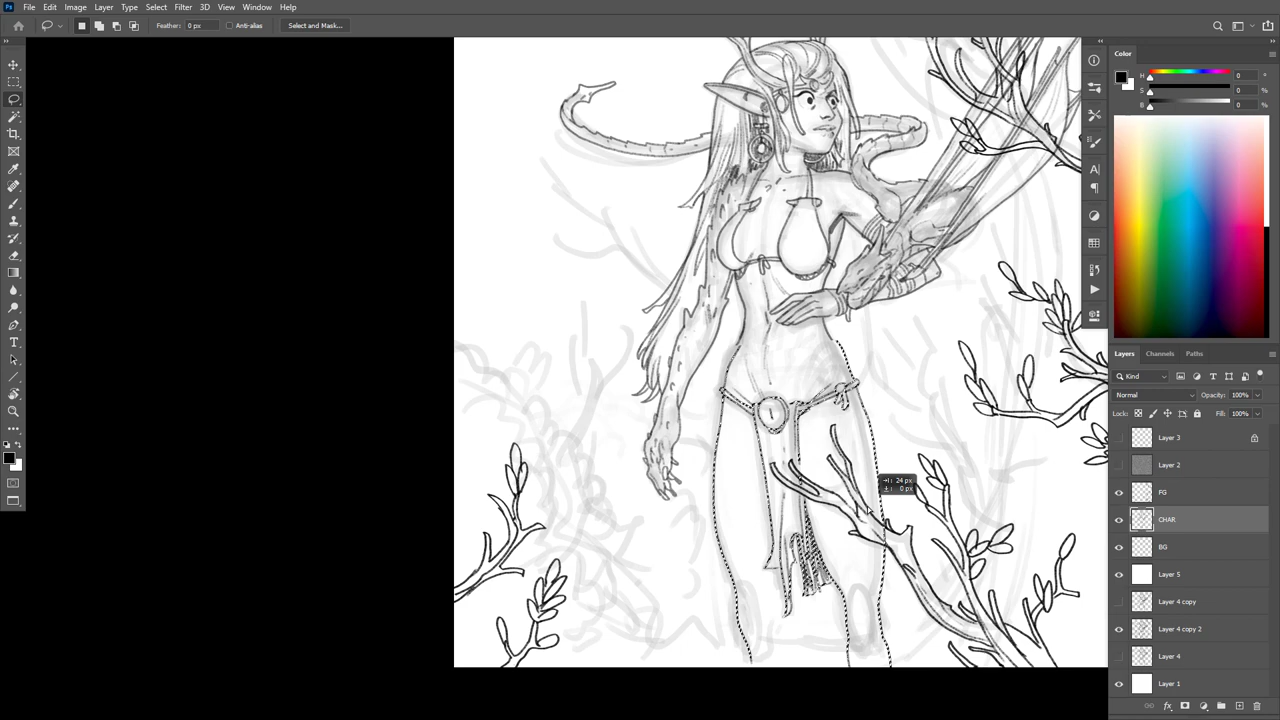 Ps File Edit Image Layer Type Select Filter 3D View Window Help
Feather: 0 px Anti-alias Select and Mask...
Color
H 0 °
S 0 %
B 0 %
24 px
0 px
Layers Channels Paths
Kind
Normal Opacity: 100%
Lock: Fill: 100%
Layer 3
Layer 2
FG
CHAR
BG
Layer 5
Layer 4 copy
Layer 4 copy 2
Layer 4
Layer 1